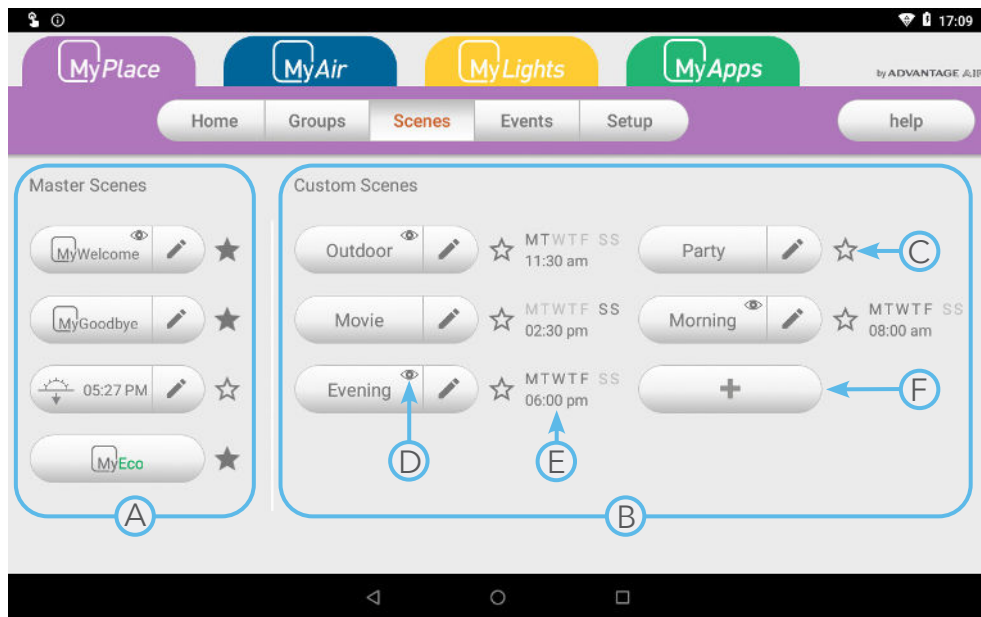 17:09
MyPlace MyAir MyLights MyApps by ADVANTAGE AIR
Home Groups Scenes Events Setup help
Master Scenes
MyWelcome
MyGoodbye
05:27 PM
MyEco
A
Custom Scenes
Outdoor MTWTF SS
11:30 am
Party C
Movie MTWTF SS
02:30 pm
Morning MTWTF SS
08:00 am
Evening MTWTF SS
06:00 pm
+ F
D E
B